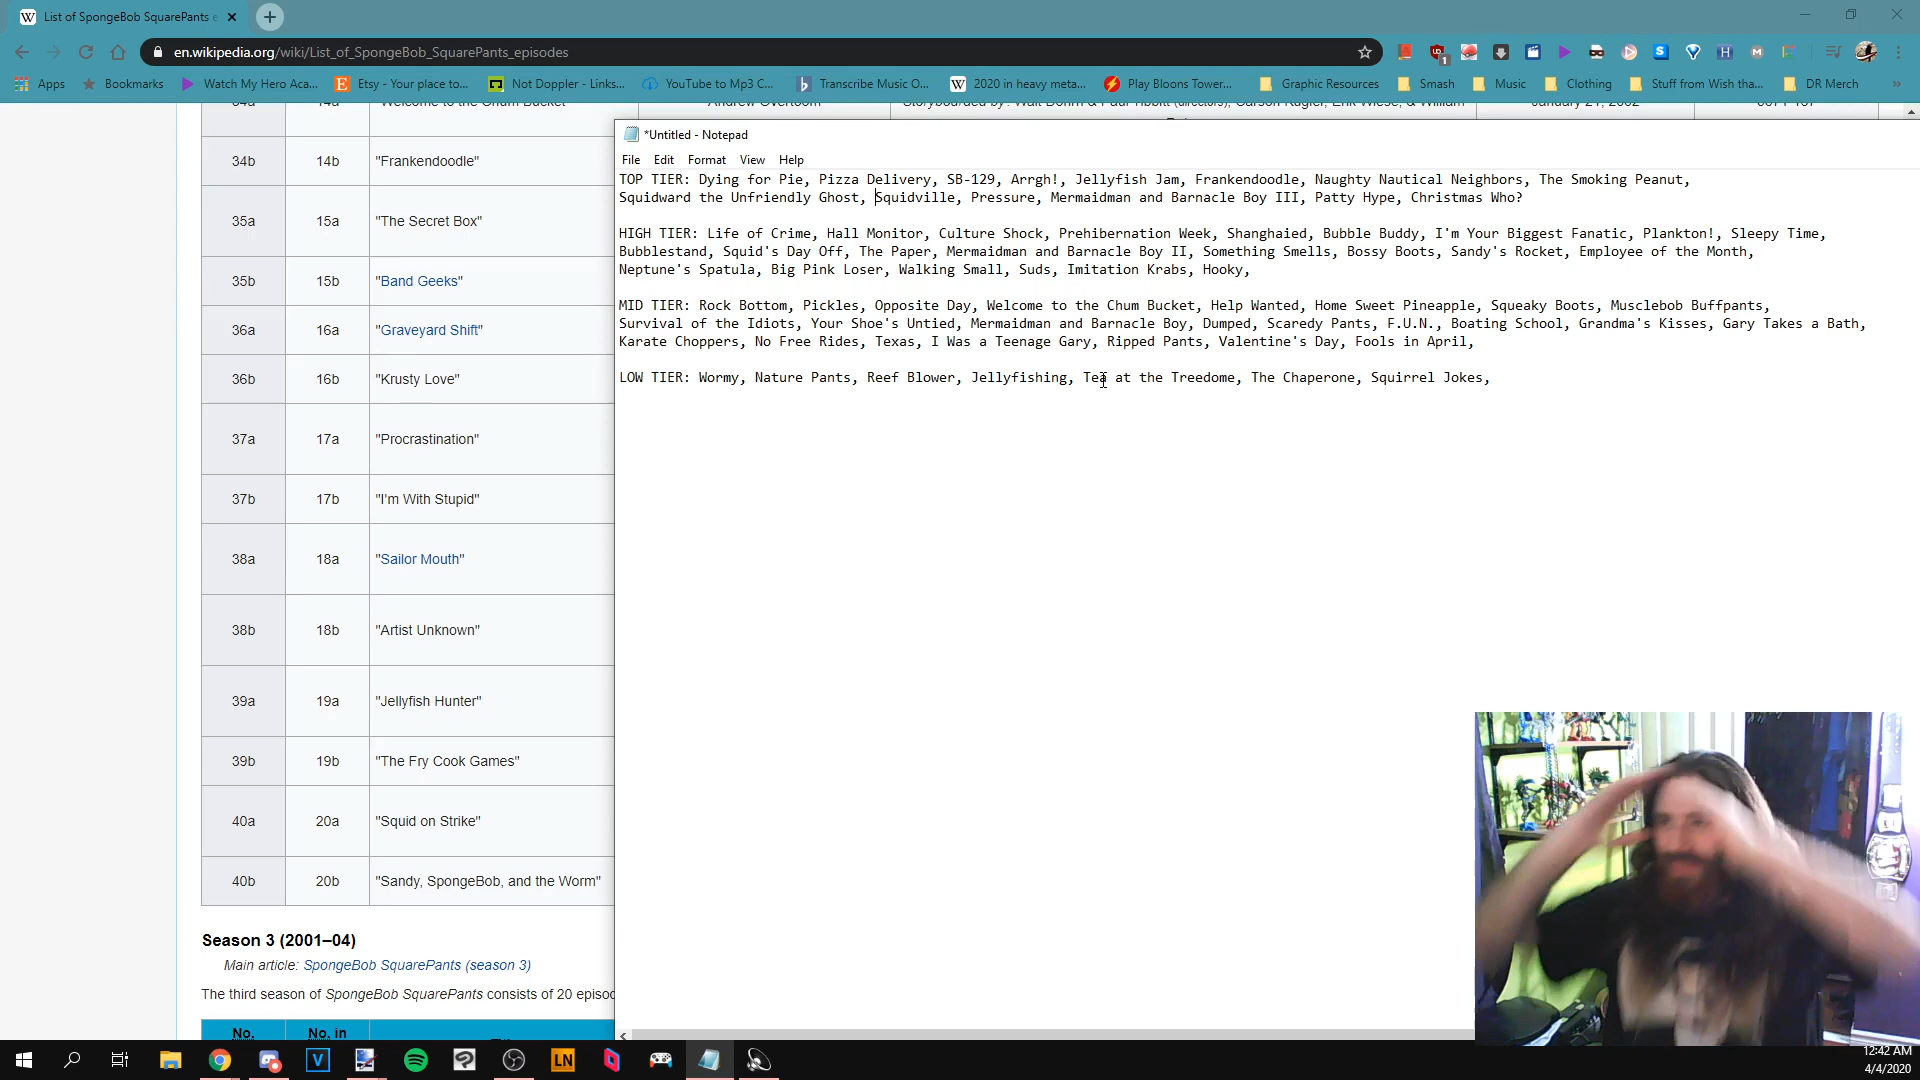 List of SpongeBob SquarePants e
en.wikipedia.org/wiki/List_of_SpongeBob_SquarePants_episodes
Apps Bookmarks Watch My Hero Aca... Etsy - Your place to... Not Doppler - Links... YouTube to Mp3 C... Transcribe Music O... 2020 in heavy meta... Play Bloons Tower... Graphic Resources Smash Music Clothing Stuff from Wish tha... DR Merch »
34a 14a "Welcome to the Chum Bucket" Andrew Overtoom January 21, 2002
*Untitled - Notepad
File Edit Format View Help
TOP TIER: Dying for Pie, Pizza Delivery, SB-129, Arrgh!, Jellyfish Jam, Frankendoodle, Naughty Nautical Neighbors, The Smoking Peanut,
Squidward the Unfriendly Ghost, Squidville, Pressure, Mermaidman and Barnacle Boy III, Patty Hype, Christmas Who?
HIGH TIER: Life of Crime, Hall Monitor, Culture Shock, Prehibernation Week, Shanghaied, Bubble Buddy, I'm Your Biggest Fanatic, Plankton!, Sleepy Time,
Bubblestand, Squid's Day Off, The Paper, Mermaidman and Barnacle Boy II, Something Smells, Bossy Boots, Sandy's Rocket, Employee of the Month,
Neptune's Spatula, Big Pink Loser, Walking Small, Suds, Imitation Krabs, Hooky,
MID TIER: Rock Bottom, Pickles, Opposite Day, Welcome to the Chum Bucket, Help Wanted, Home Sweet Pineapple, Squeaky Boots, Musclebob Buffpants,
Survival of the Idiots, Your Shoe's Untied, Mermaidman and Barnacle Boy, Dumped, Scaredy Pants, F.U.N., Boating School, Grandma's Kisses, Gary Takes a Bath,
Karate Choppers, No Free Rides, Texas, I Was a Teenage Gary, Ripped Pants, Valentine's Day, Fools in April,
LOW TIER: Wormy, Nature Pants, Reef Blower, Jellyfishing, Tea at the Treedome, The Chaperone, Squirrel Jokes,
34b 14b "Frankendoodle"
35a 15a "The Secret Box"
35b 15b "Band Geeks"
36a 16a "Graveyard Shift"
36b 16b "Krusty Love"
37a 17a "Procrastination"
37b 17b "I'm With Stupid"
38a 18a "Sailor Mouth"
38b 18b "Artist Unknown"
39a 19a "Jellyfish Hunter"
39b 19b "The Fry Cook Games"
40a 20a "Squid on Strike"
40b 20b "Sandy, SpongeBob, and the Worm"
Season 3 (2001–04)
Main article: SpongeBob SquarePants (season 3)
The third season of SpongeBob SquarePants consists of 20 episod
No. No. in
12:42 AM
4/4/2020